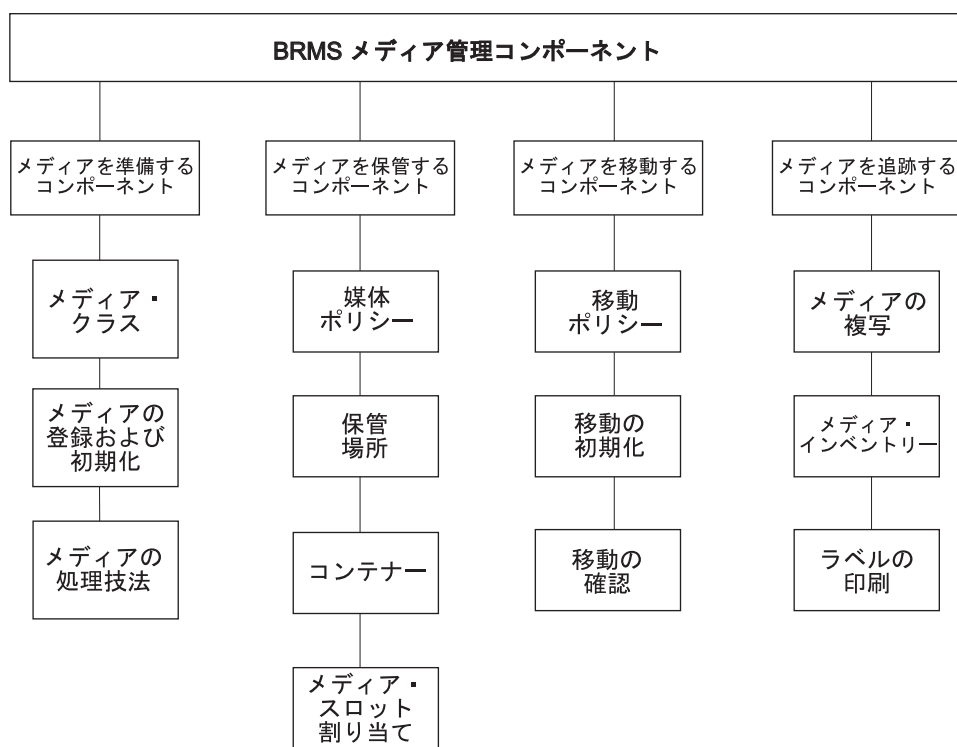 BRMS メディア管理コンポーネント
メディアを準備する
コンポーネント
メディアを保管する
コンポーネント
メディアを移動する
コンポーネント
メディアを追跡する
コンポーネント
メディア・
クラス
媒体
ポリシー
移動
ポリシー
メディアの
複写
メディアの
登録および
初期化
保管
場所
移動の
初期化
メディア・
インベントリー
メディアの
処理技法
コンテナー
移動の
確認
ラベルの
印刷
メディア・
スロット
割り当て